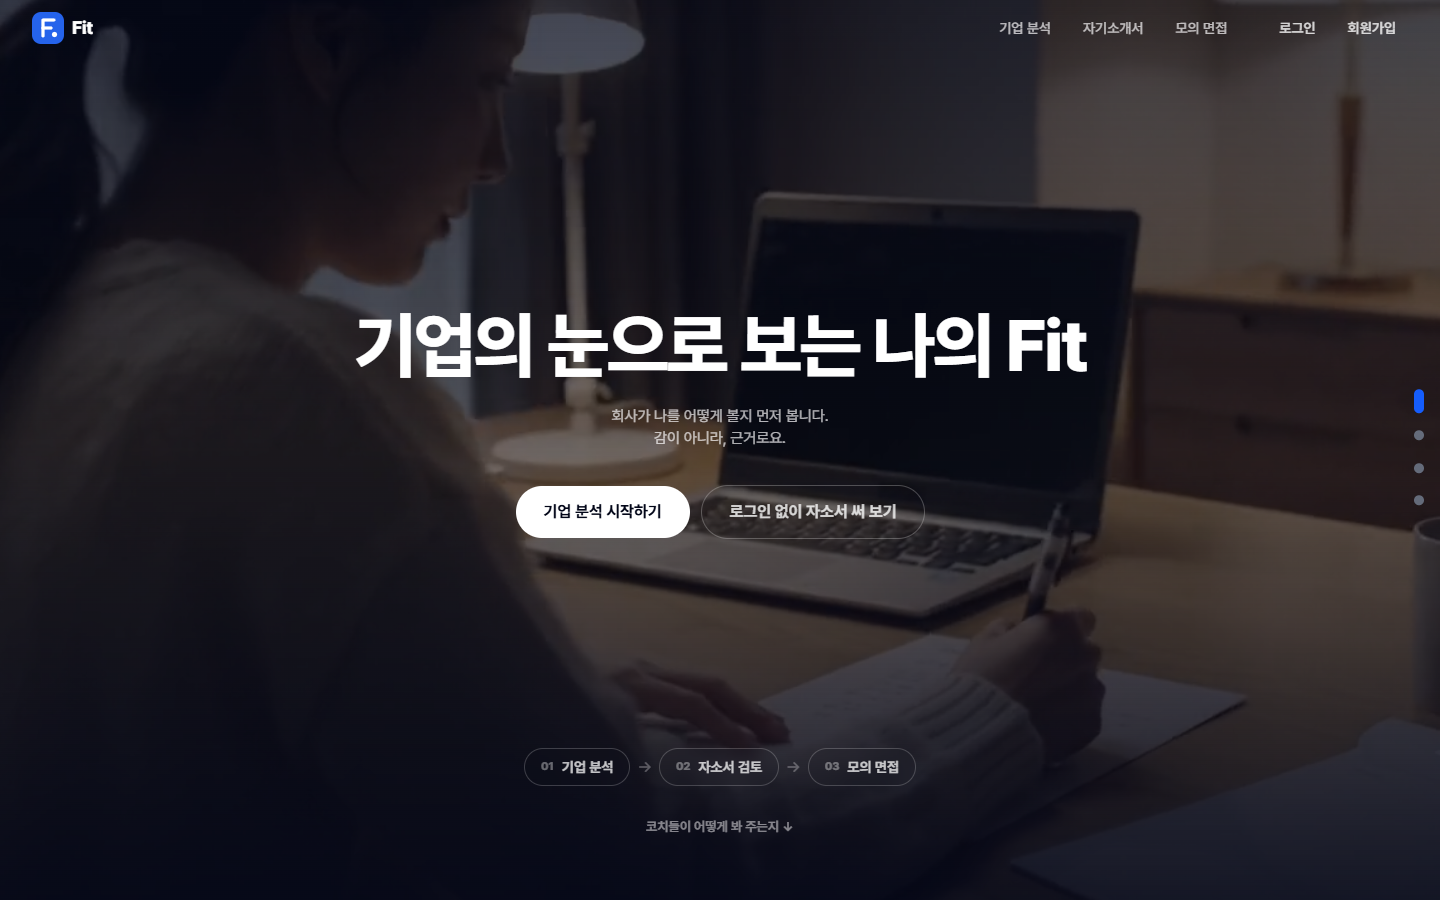 F. Fit
기업 분석 자기소개서 모의 면접 로그인 회원가입
기업의 눈으로 보는 나의 Fit
회사가 나를 어떻게 볼지 먼저 봅니다.
감이 아니라, 근거로요.
기업 분석 시작하기 로그인 없이 자소서 써 보기
01 기업 분석 → 02 자소서 검토 → 03 모의 면접
코치들이 어떻게 봐 주는지 ↓